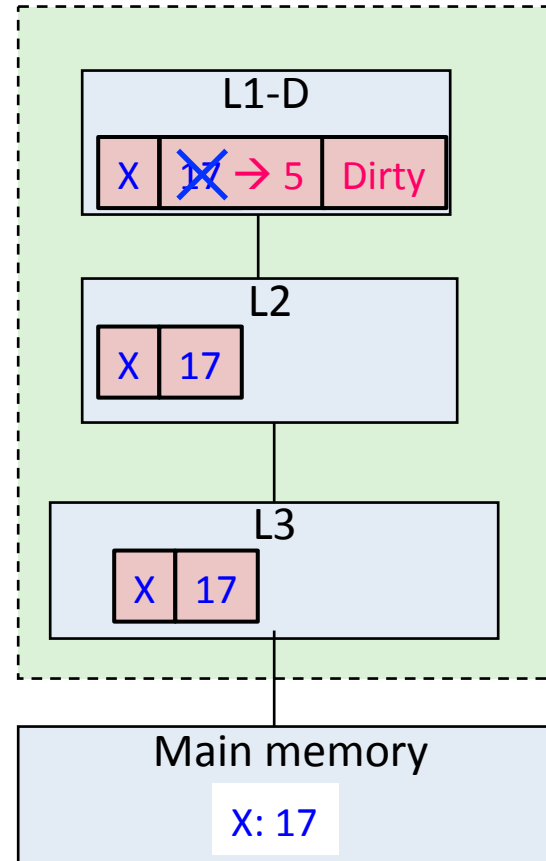 L1-D
X 17 → 5 Dirty
L2
X 17
L3
X 17
Main memory
X: 17